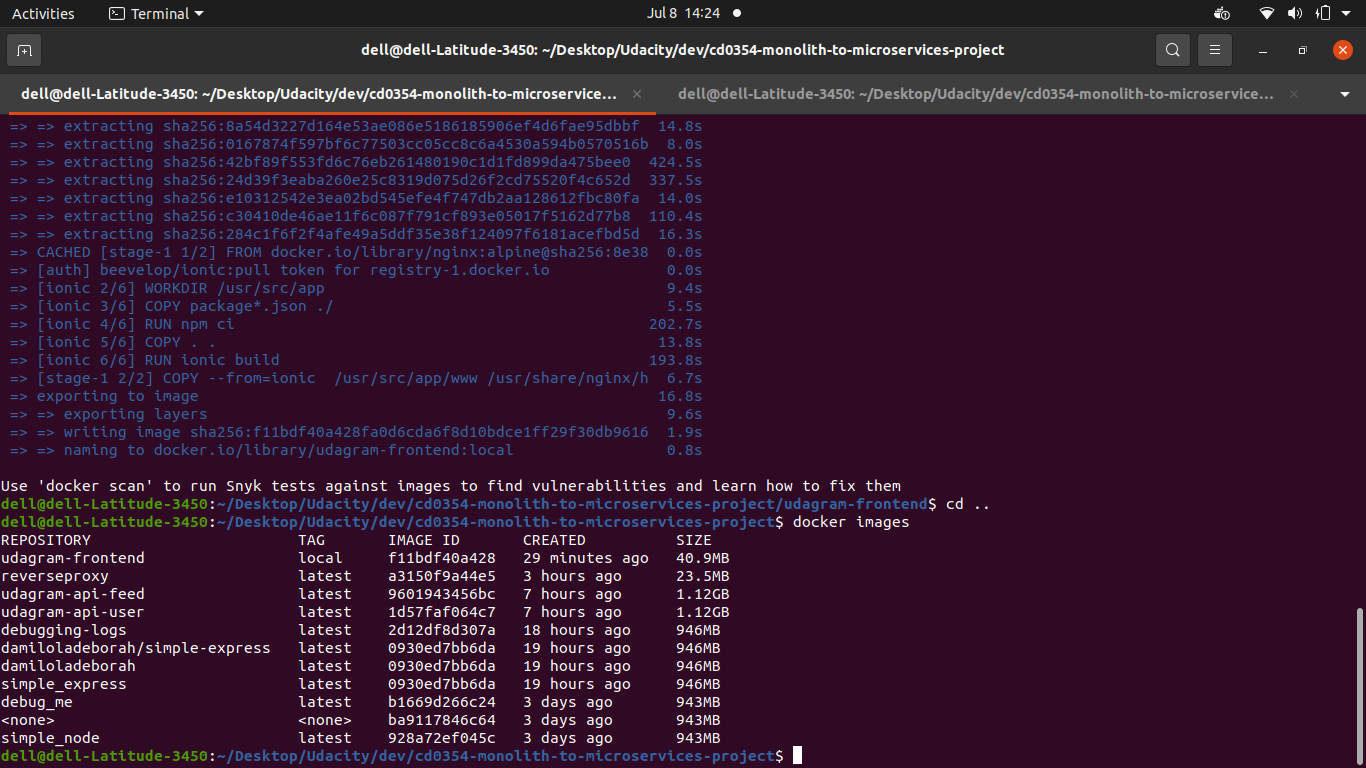 Activities Terminal Jul 8 14:24
dell@dell-Latitude-3450: ~/Desktop/Udacity/dev/cd0354-monolith-to-microservices-project
dell@dell-Latitude-3450: ~/Desktop/Udacity/dev/cd0354-monolith-to-microservice... × dell@dell-Latitude-3450: ~/Desktop/Udacity/dev/cd0354-monolith-to-microservice... ×
=> => extracting sha256:8a54d3227d164e53ae086e5186185906ef4d6fae95dbbf 14.8s
=> => extracting sha256:0167874f597bf6c77503cc05cc8c6a4530a594b0570516b 8.0s
=> => extracting sha256:42bf89f553fd6c76eb261480190c1d1fd899da475bee0 424.5s
=> => extracting sha256:24d39f3eaba260e25c8319d075d26f2cd75520f4c652d 337.5s
=> => extracting sha256:e10312542e3ea02bd545efe4f747db2aa128612fbc80fa 14.0s
=> => extracting sha256:c30410de46ae11f6c087f791cf893e05017f5162d77b8 110.4s
=> => extracting sha256:284c1f6f2f4afe49a5ddf35e38f124097f6181acefbd5d 16.3s
=> CACHED [stage-1 1/2] FROM docker.io/library/nginx:alpine@sha256:8e38 0.0s
=> [auth] beevelop/ionic:pull token for registry-1.docker.io 0.0s
=> [ionic 2/6] WORKDIR /usr/src/app 9.4s
=> [ionic 3/6] COPY package*.json ./ 5.5s
=> [ionic 4/6] RUN npm ci 202.7s
=> [ionic 5/6] COPY . . 13.8s
=> [ionic 6/6] RUN ionic build 193.8s
=> [stage-1 2/2] COPY --from=ionic /usr/src/app/www /usr/share/nginx/h 6.7s
=> exporting to image 16.8s
=> => exporting layers 9.6s
=> => writing image sha256:f11bdf40a428fa0d6cda6f8d10bdce1ff29f30db9616 1.9s
=> => naming to docker.io/library/udagram-frontend:local 0.8s
Use 'docker scan' to run Snyk tests against images to find vulnerabilities and learn how to fix them
dell@dell-Latitude-3450:~/Desktop/Udacity/dev/cd0354-monolith-to-microservices-project/udagram-frontend$ cd ..
dell@dell-Latitude-3450:~/Desktop/Udacity/dev/cd0354-monolith-to-microservices-project$ docker images
REPOSITORY TAG IMAGE ID CREATED SIZE
udagram-frontend local f11bdf40a428 29 minutes ago 40.9MB
reverseproxy latest a3150f9a44e5 3 hours ago 23.5MB
udagram-api-feed latest 9601943456bc 7 hours ago 1.12GB
udagram-api-user latest 1d57faf064c7 7 hours ago 1.12GB
debugging-logs latest 2d12df8d307a 18 hours ago 946MB
damiloladeborah/simple-express latest 0930ed7bb6da 19 hours ago 946MB
damiloladeborah latest 0930ed7bb6da 19 hours ago 946MB
simple_express latest 0930ed7bb6da 19 hours ago 946MB
debug_me latest b1669d266c24 3 days ago 943MB
<none> <none> ba9117846c64 3 days ago 943MB
simple_node latest 928a72ef045c 3 days ago 943MB
dell@dell-Latitude-3450:~/Desktop/Udacity/dev/cd0354-monolith-to-microservices-project$